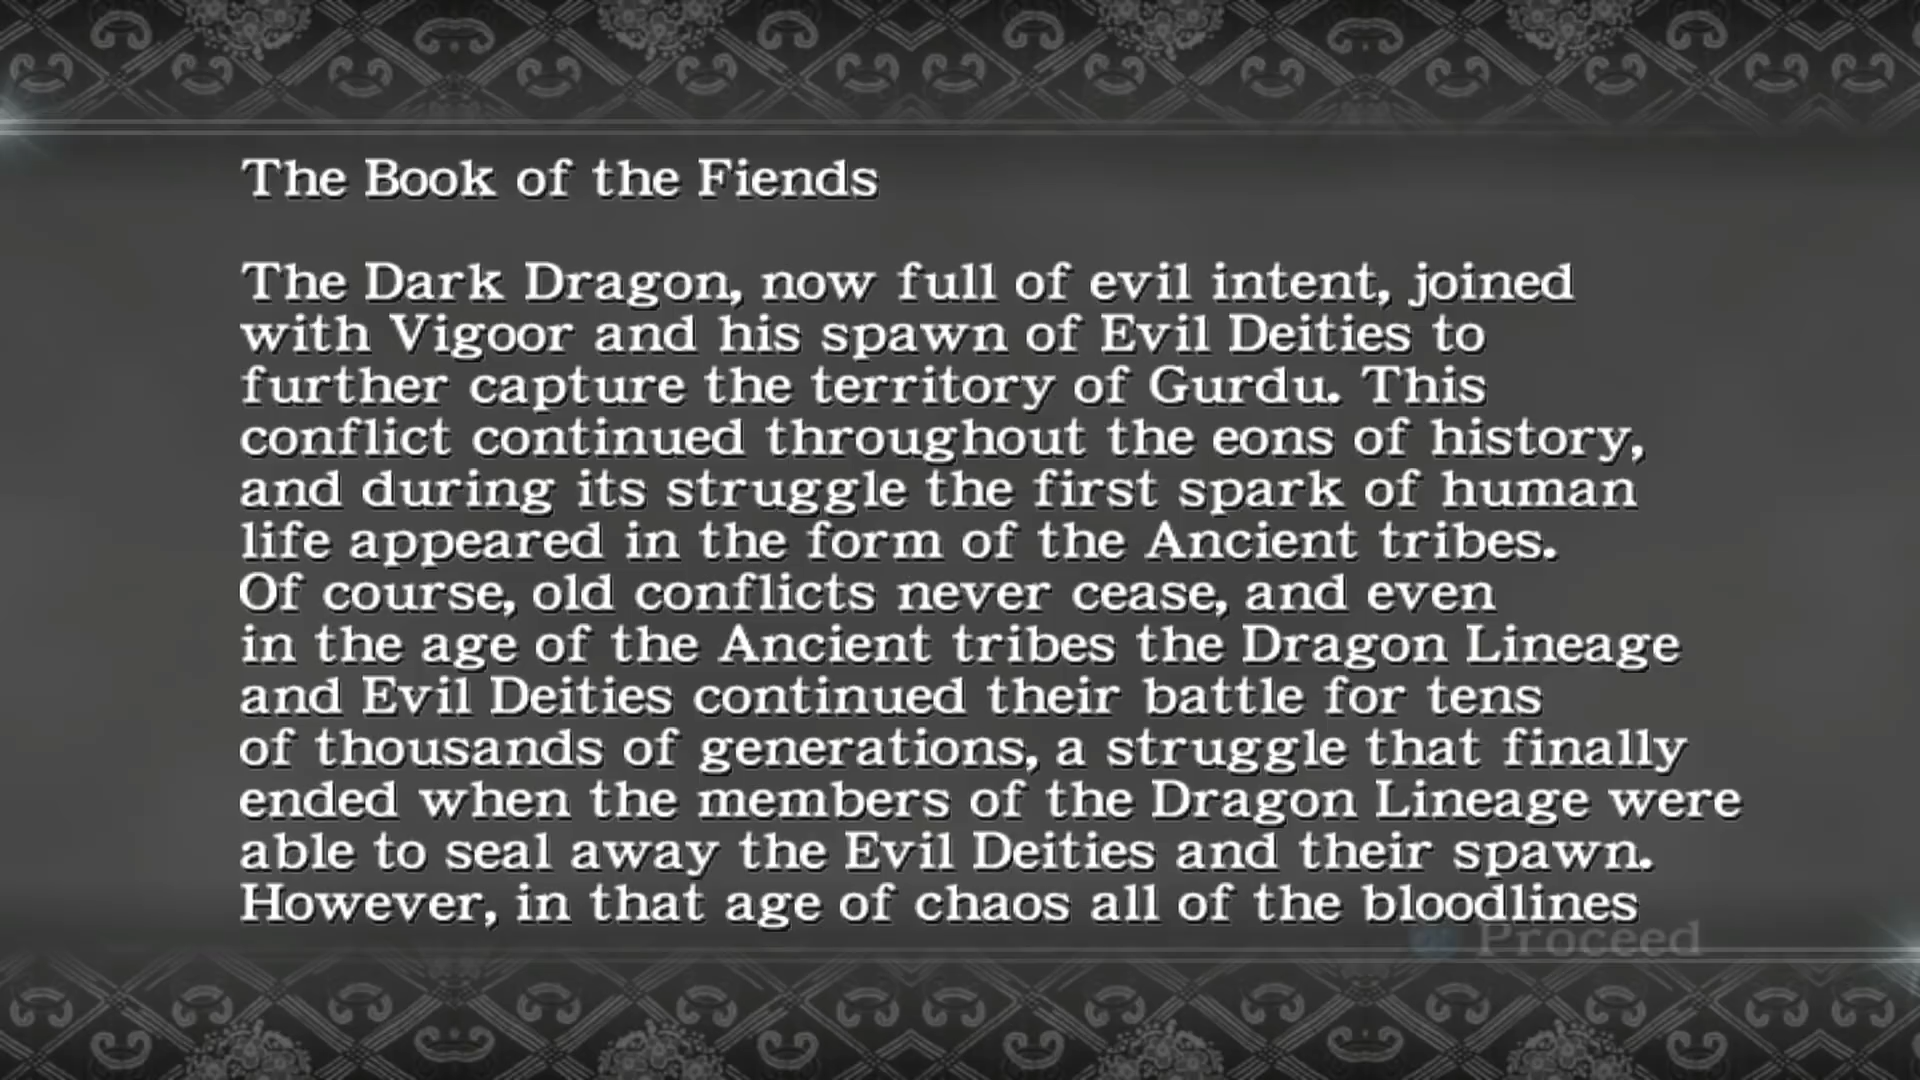 The Book of the Fiends
The Dark Dragon, now full of evil intent, joined
with Vigoor and his spawn of Evil Deities to
further capture the territory of Gurdu. This
conflict continued throughout the eons of history,
and during its struggle the first spark of human
life appeared in the form of the Ancient tribes.
Of course, old conflicts never cease, and even
in the age of the Ancient tribes the Dragon Lineage
and Evil Deities continued their battle for tens
of thousands of generations, a struggle that finally
ended when the members of the Dragon Lineage were
able to seal away the Evil Deities and their spawn.
However, in that age of chaos all of the bloodlines
Proceed